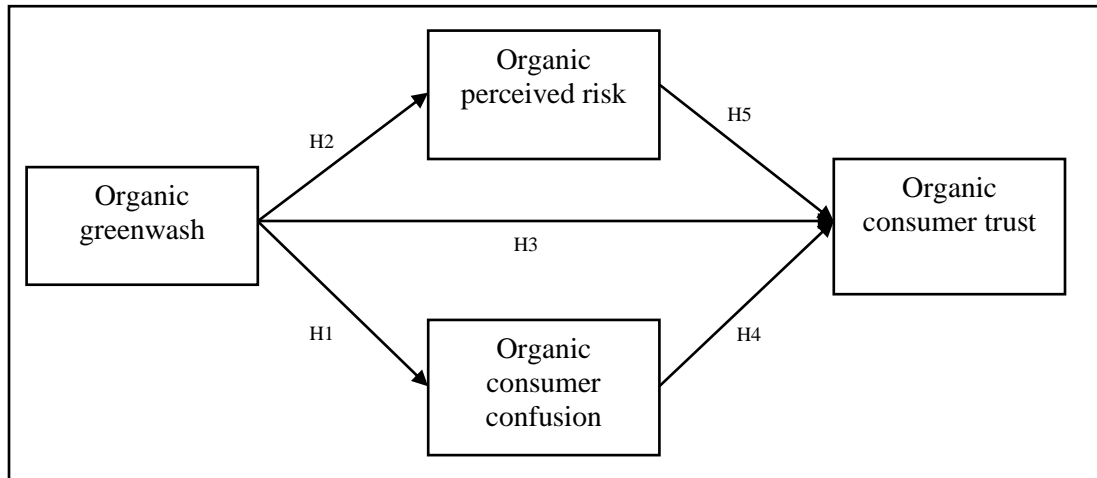 Organic
perceived risk
H2
H5
Organic
greenwash
Organic
consumer trust
H3
H1
H4
Organic
consumer
confusion